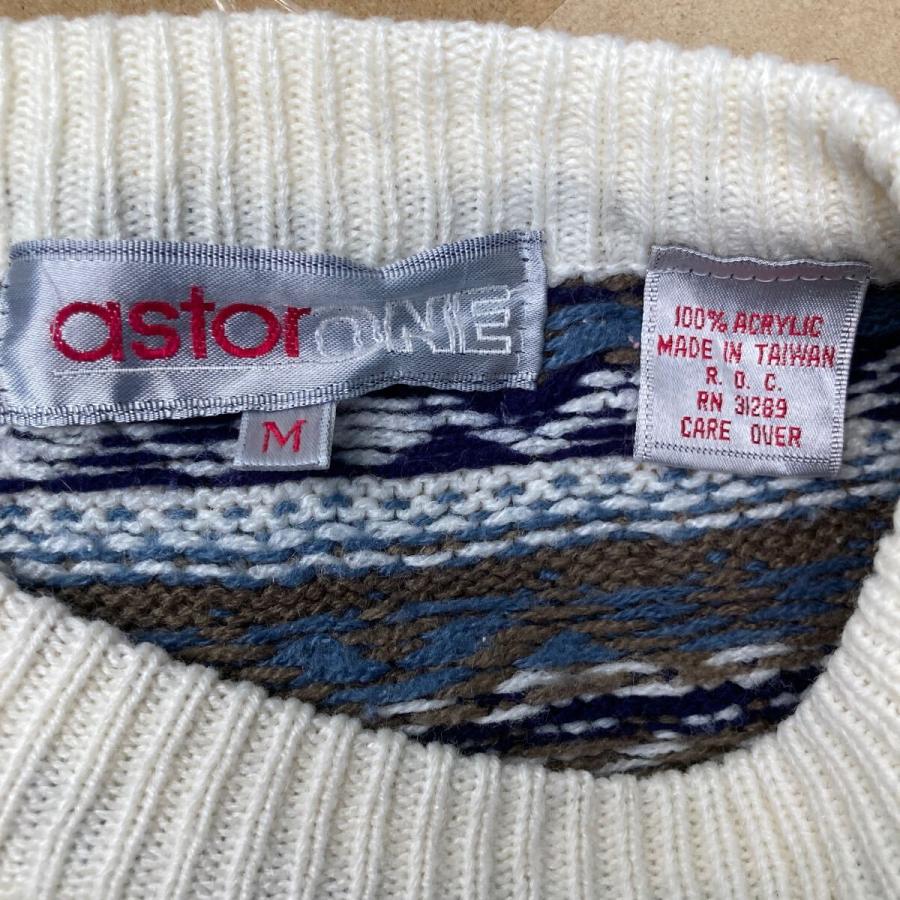 astorONE
M
100% ACRYLIC
MADE IN TAIWAN
R. O. C.
RN 31289
CARE OVER